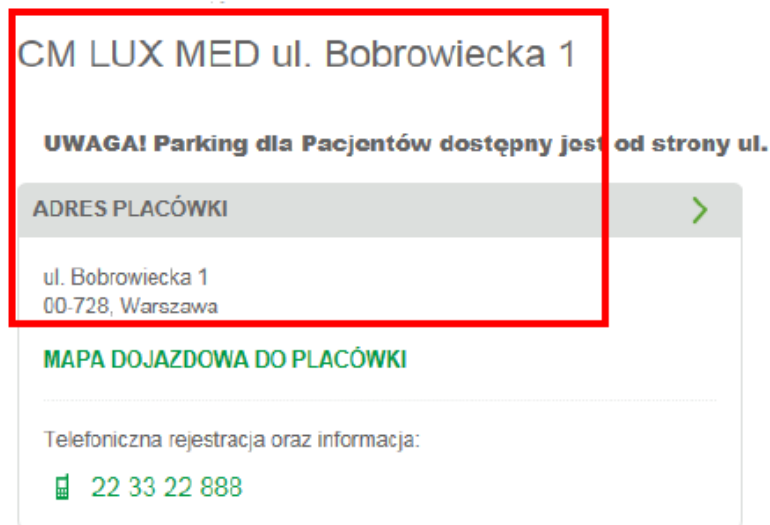 CM LUX MED ul. Bobrowiecka 1
UWAGA! Parking dla Pacjentów dostępny jest od strony ul.
ADRES PLACÓWKI
ul. Bobrowiecka 1
00-728, Warszawa
MAPA DOJAZDOWA DO PLACÓWKI
Telefoniczna rejestracja oraz informacja:
22 33 22 888